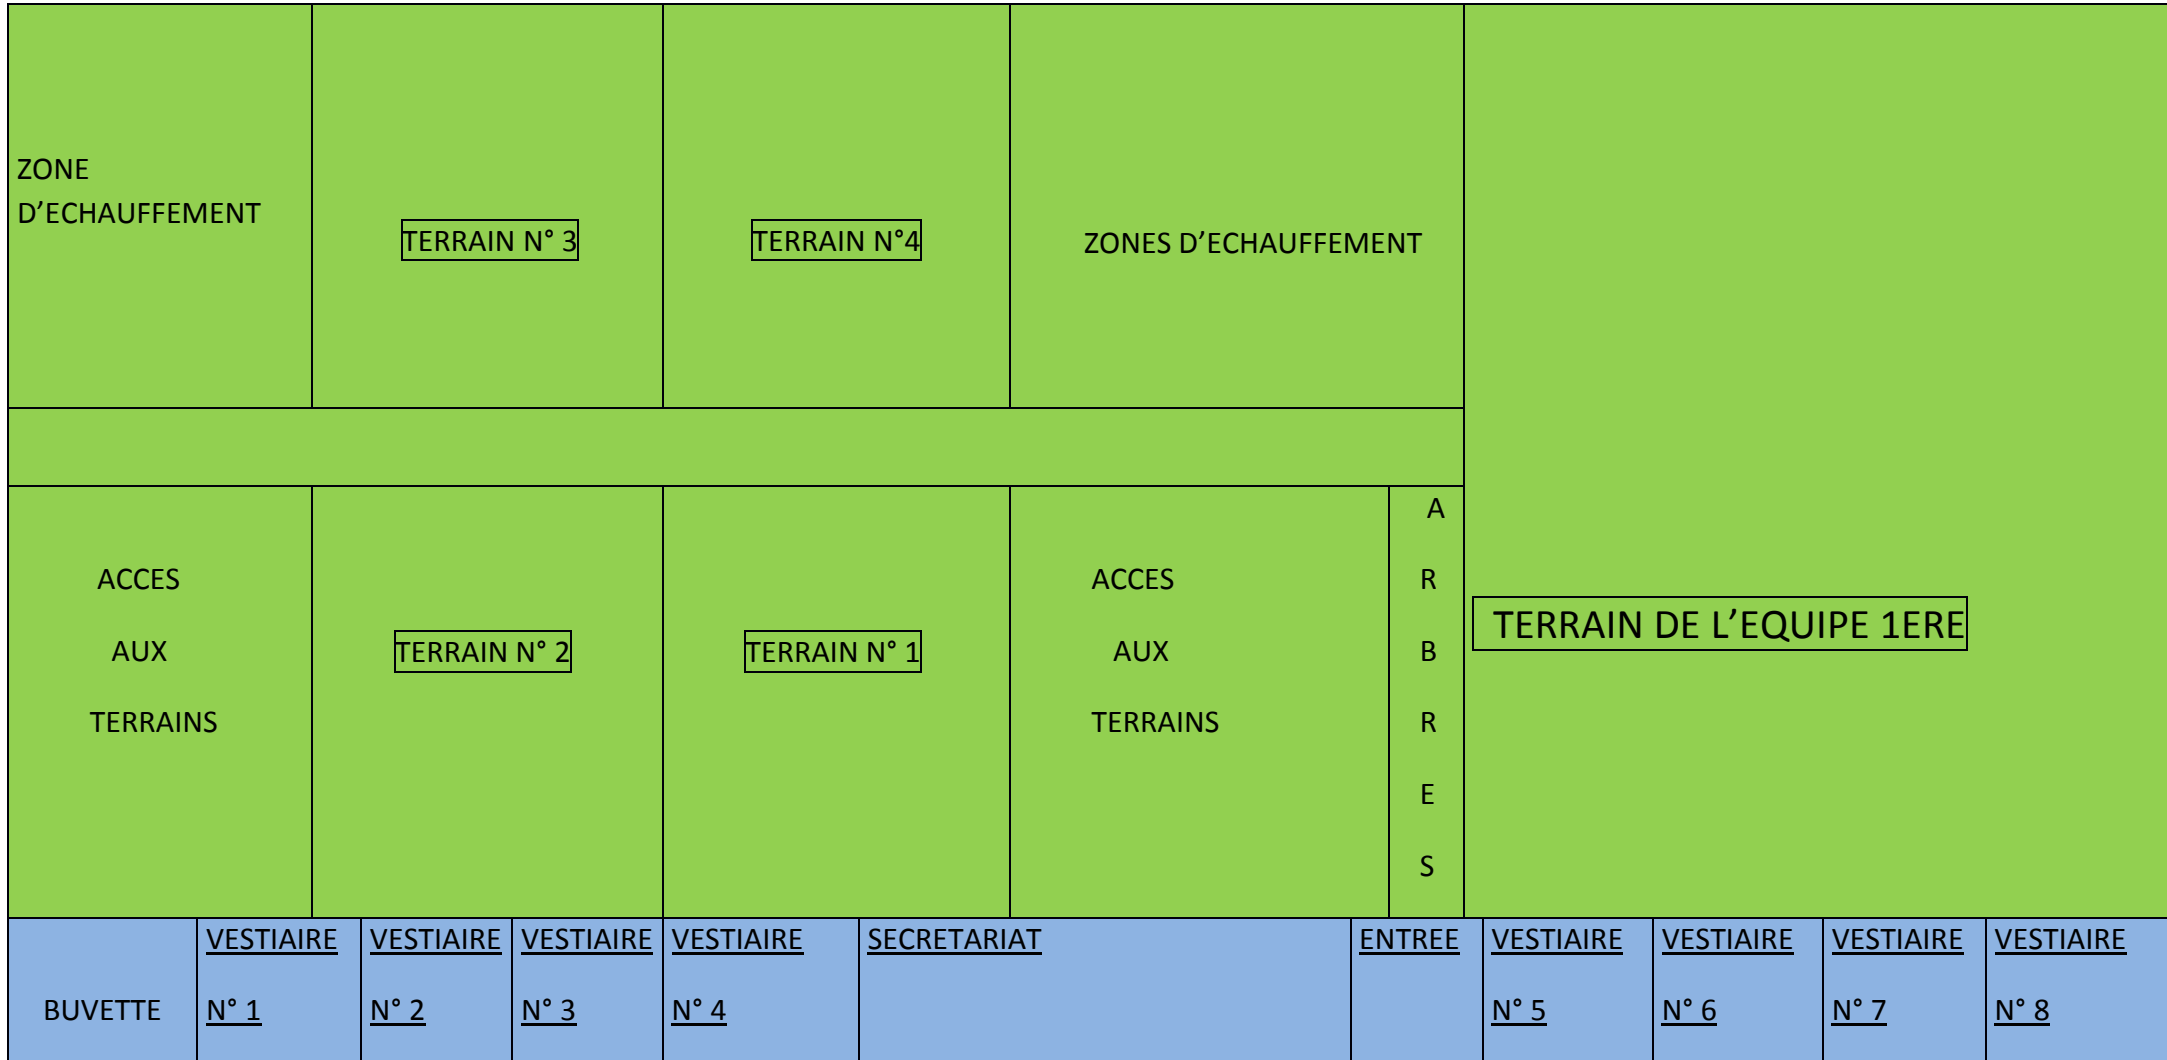 ZONE
D’ECHAUFFEMENT
TERRAIN N° 3
TERRAIN N°4
ZONES D’ECHAUFFEMENT
ACCES
AUX
TERRAINS
TERRAIN N° 2
TERRAIN N° 1
ACCES
AUX
TERRAINS
A
R
B
R
E
S
TERRAIN DE L’EQUIPE 1ERE
BUVETTE
VESTIAIRE
N° 1
VESTIAIRE
N° 2
VESTIAIRE
N° 3
VESTIAIRE
N° 4
SECRETARIAT
ENTREE
VESTIAIRE
N° 5
VESTIAIRE
N° 6
VESTIAIRE
N° 7
VESTIAIRE
N° 8